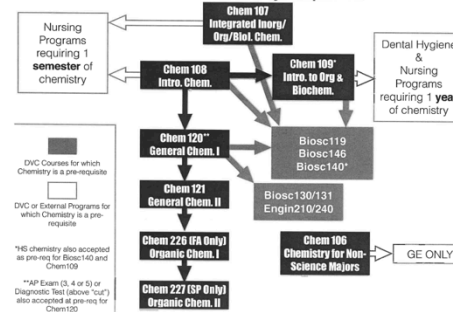 Chem 107
Integrated Inorg/
Org/Biol. Chem.
Nursing
Programs
requiring 1
semester of
chemistry
Chem 108
Intro. Chem.
Chem 109*
Intro. to Org &
Biochem.
Dental Hygiene
&
Nursing
Programs
requiring 1 yea
of chemistry
Chem 120**
General Chem. I
Biosc119
Biosc146
Biosc140*
Chem 121
General Chem. II
Biosc130/131
Engin210/240
Chem 226 (FA Only)
Organic Chem. I
Chem 227 (SP Only)
Organic Chem. II
Chem 106
Chemistry for Non-
Science Majors
GE ONLY
DVC Courses for which
Chemistry is a pre-requisite
DVC or External Programs for
which Chemistry is a pre-
requisite
*HS chemistry also accepted
as pre-req for Biosc140 and
Chem109
**AP Exam (3, 4 or 5) or
Diagnostic Test (above "cut")
also accepted at pre-req for
Chem120